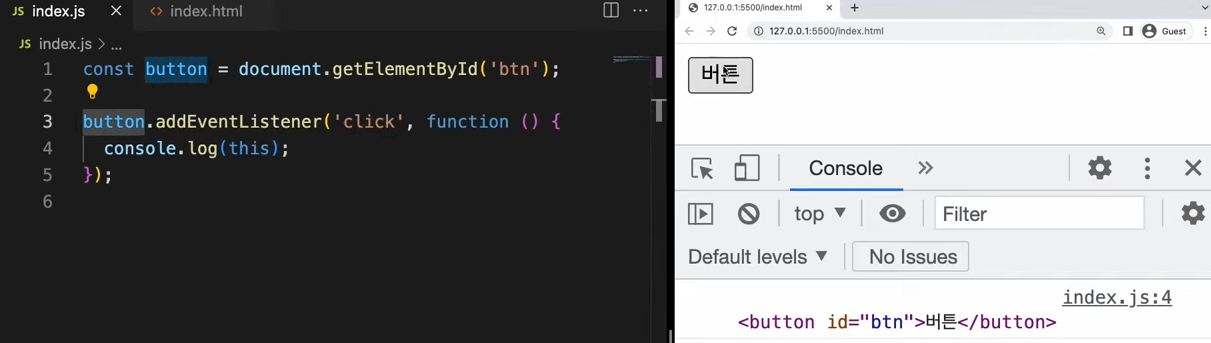 JS index.js × <> index.html ...
JS index.js > ...
1 const button = document.getElementById('btn');
2
3 button.addEventListener('click', function () {
4 console.log(this);
5 });
6
127.0.0.1:5500/index.html × +
127.0.0.1:5500/index.html Guest
버튼
Console »
top ▼ Filter
Default levels ▼ No Issues
index.js:4
<button id="btn">버튼</button>